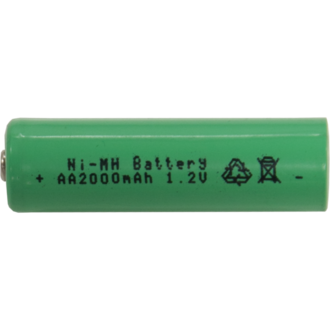 Ni-MH Battery
+ AA2000mAh 1.2V -